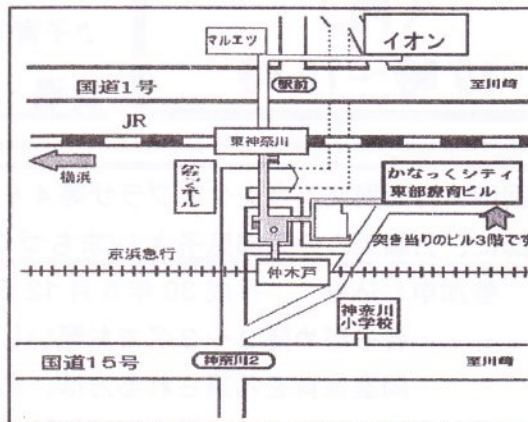 マルエツ
イオン
国道1号
駅前
至川崎
JR
東神奈川
横浜
かなっくシティ
東部療育ビル
突き当りのビル3階です
京浜急行
仲木戸
神奈川
小学校
国道15号
神奈川2
至川崎